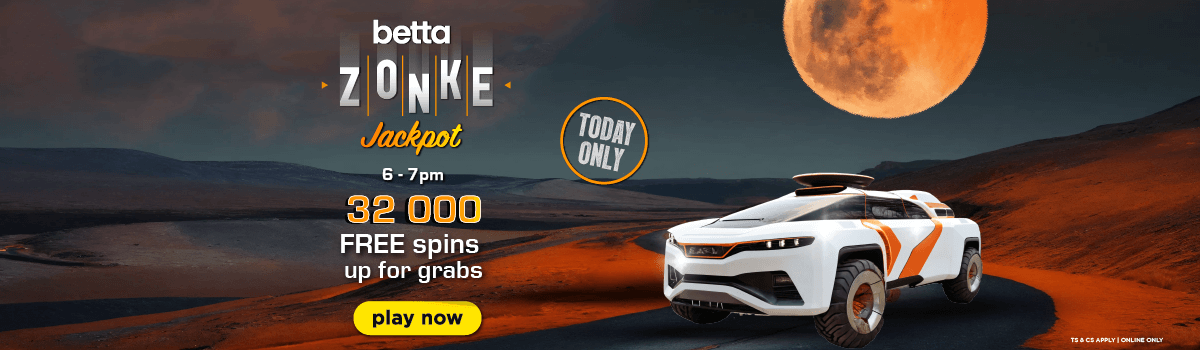 betta
ZONKE
Jackpot
6 - 7pm
32 000
FREE spins
up for grabs
play now
TODAY
ONLY
TS & CS APPLY | ONLINE ONLY